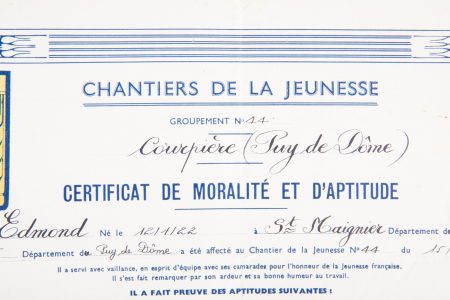 CHANTIERS DE LA JEUNESSE
GROUPEMENT N° 44
Courpière (Puy de Dôme)
CERTIFICAT DE MORALITÉ ET D'APTITUDE
Edmond Né le 12/1/22 à St Maignier Département de
Département de Puy de Dôme a été affecté au Chantier de la Jeunesse N° 44 du 15/
Il a servi avec vaillance, en esprit d'équipe avec ses camarades pour l'honneur de la Jeunesse française.
Il s'est fait remarquer par son ardeur et sa bonne humeur au travail.
IL A FAIT PREUVE DES APTITUDES SUIVANTES :